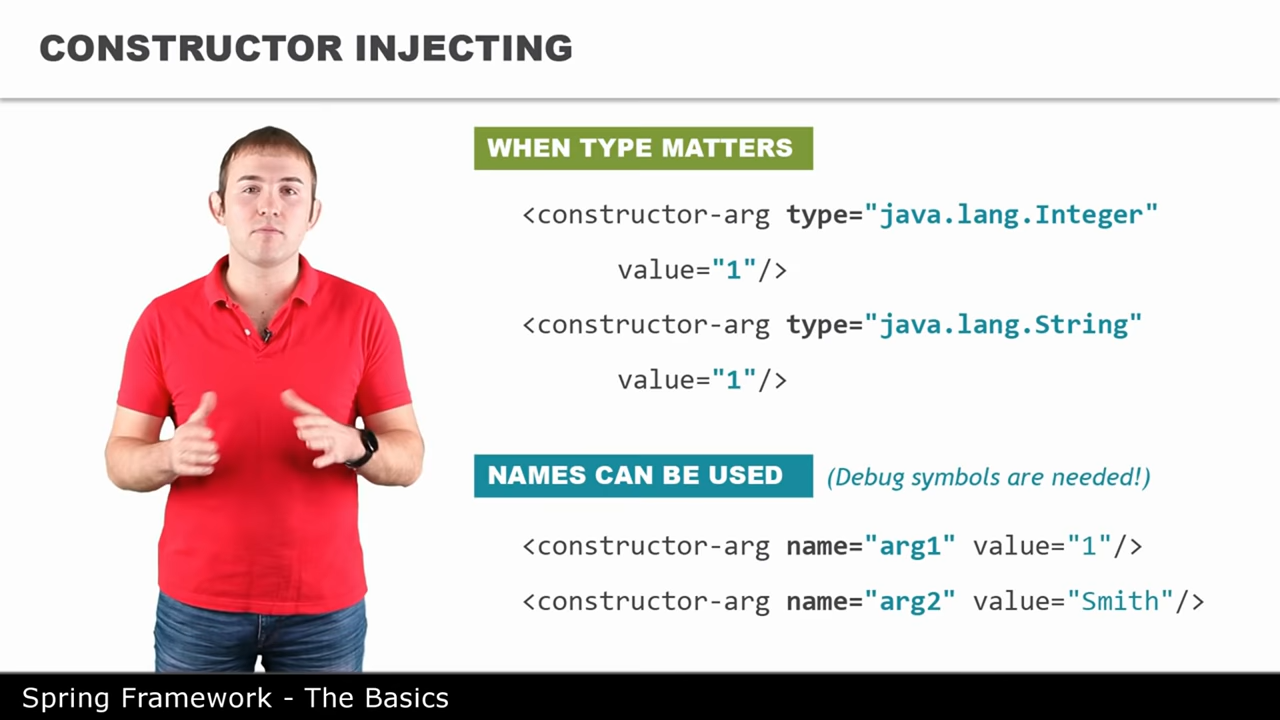 CONSTRUCTOR INJECTING
WHEN TYPE MATTERS
<constructor-arg type="java.lang.Integer"
value="1"/>
<constructor-arg type="java.lang.String"
value="1"/>
NAMES CAN BE USED (Debug symbols are needed!)
<constructor-arg name="arg1" value="1"/>
<constructor-arg name="arg2" value="Smith"/>
Spring Framework - The Basics